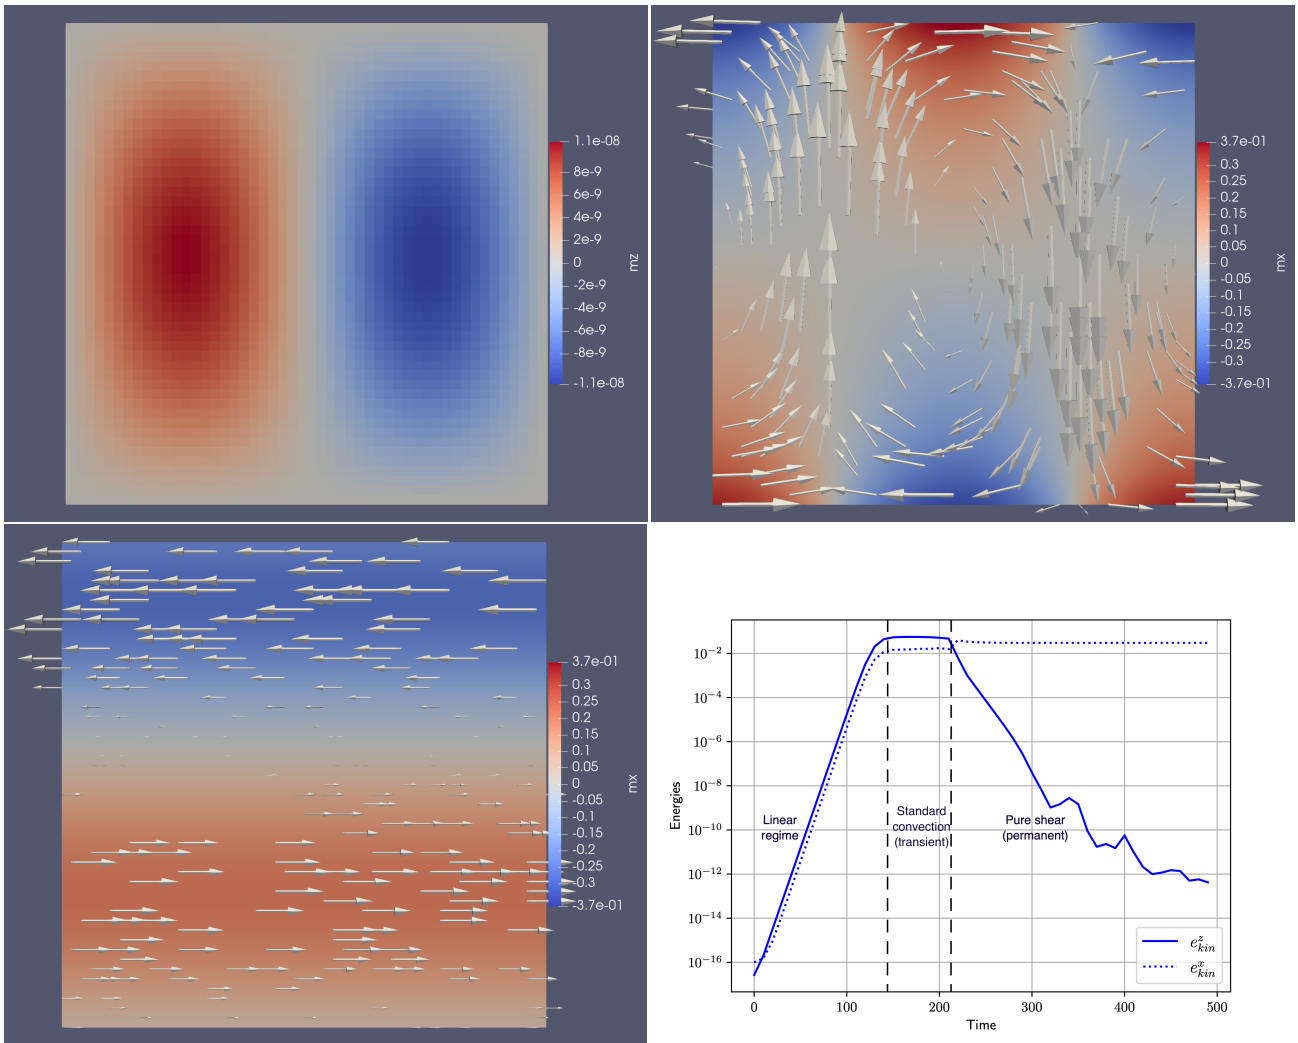 1.1e-08
8e-9
6e-9
4e-9
2e-9
0
-2e-9
-4e-9
-6e-9
-8e-9
-1.1e-08
mz
3.7e-01
0.3
0.25
0.2
0.15
0.1
0.05
0
-0.05
-0.1
-0.15
-0.2
-0.25
-0.3
-3.7e-01
mx
3.7e-01
0.3
0.25
0.2
0.15
0.1
0.05
0
-0.05
-0.1
-0.15
-0.2
-0.25
-0.3
-3.7e-01
mx
10⁻²
10⁻⁴
10⁻⁶
10⁻⁸
10⁻¹⁰
10⁻¹²
10⁻¹⁴
10⁻¹⁶
Energies
Linear
regime
Standard
convection
(transient)
Pure shear
(permanent)
e^z_kin
e^x_kin
0 100 200 300 400 500
Time